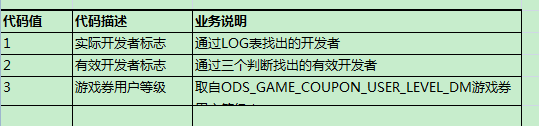 代码值 代码描述 业务说明
1 实际开发者标志 通过LOG表找出的开发者
2 有效开发者标志 通过三个判断找出的有效开发者
3 游戏券用户等级 取自ODS_GAME_COUPON_USER_LEVEL_DM游戏券